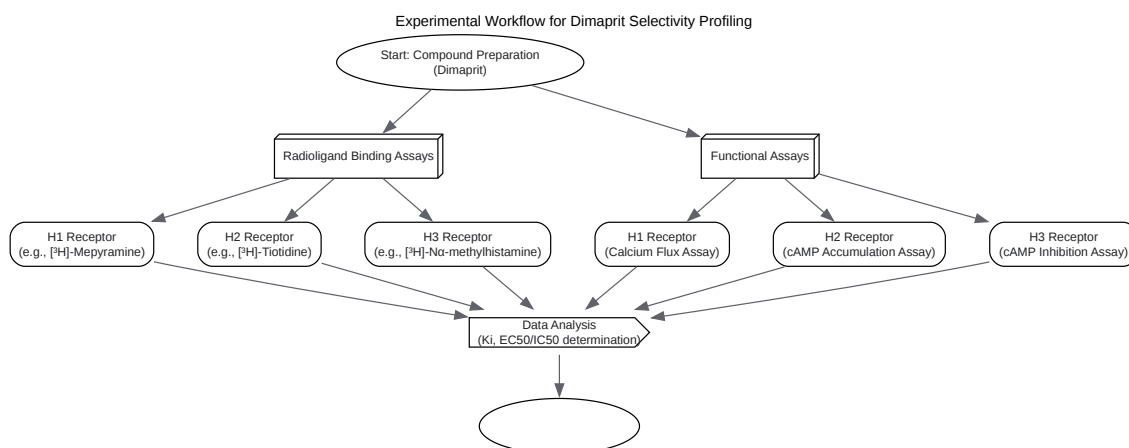 Experimental Workflow for Dimaprit Selectivity Profiling
Start: Compound Preparation
(Dimaprit)
Radioligand Binding Assays
Functional Assays
H1 Receptor
(e.g., [³H]-Mepyramine)
H2 Receptor
(e.g., [³H]-Tiotidine)
H3 Receptor
(e.g., [³H]-Nα-methylhistamine)
H1 Receptor
(Calcium Flux Assay)
H2 Receptor
(cAMP Accumulation Assay)
H3 Receptor
(cAMP Inhibition Assay)
Data Analysis
(Ki, EC50/IC50 determination)